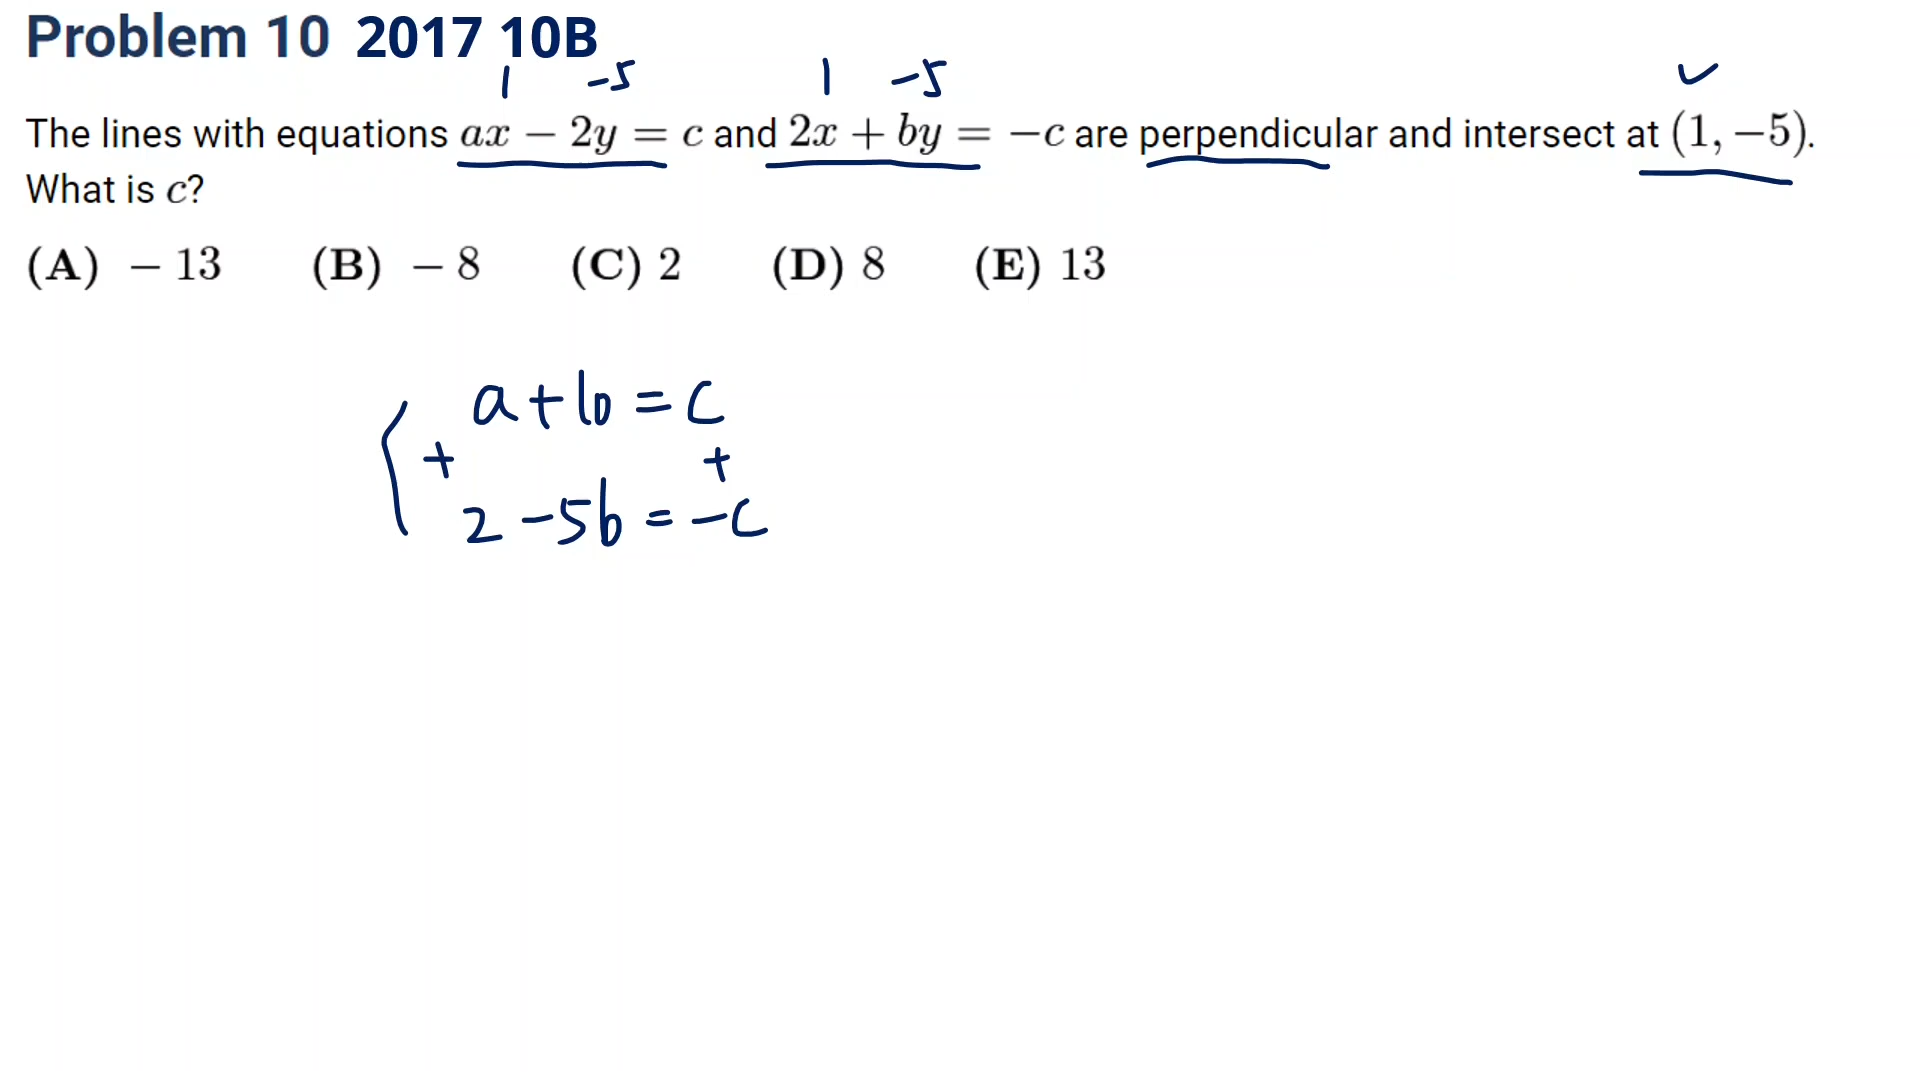 Problem 10 2017 10B
1 -5 1 -5 ✓
The lines with equations ax − 2y = c and 2x + by = −c are perpendicular and intersect at (1, −5).
What is c?
(A) − 13 (B) − 8 (C) 2 (D) 8 (E) 13
a+10=c
+ +
2-5b=-c